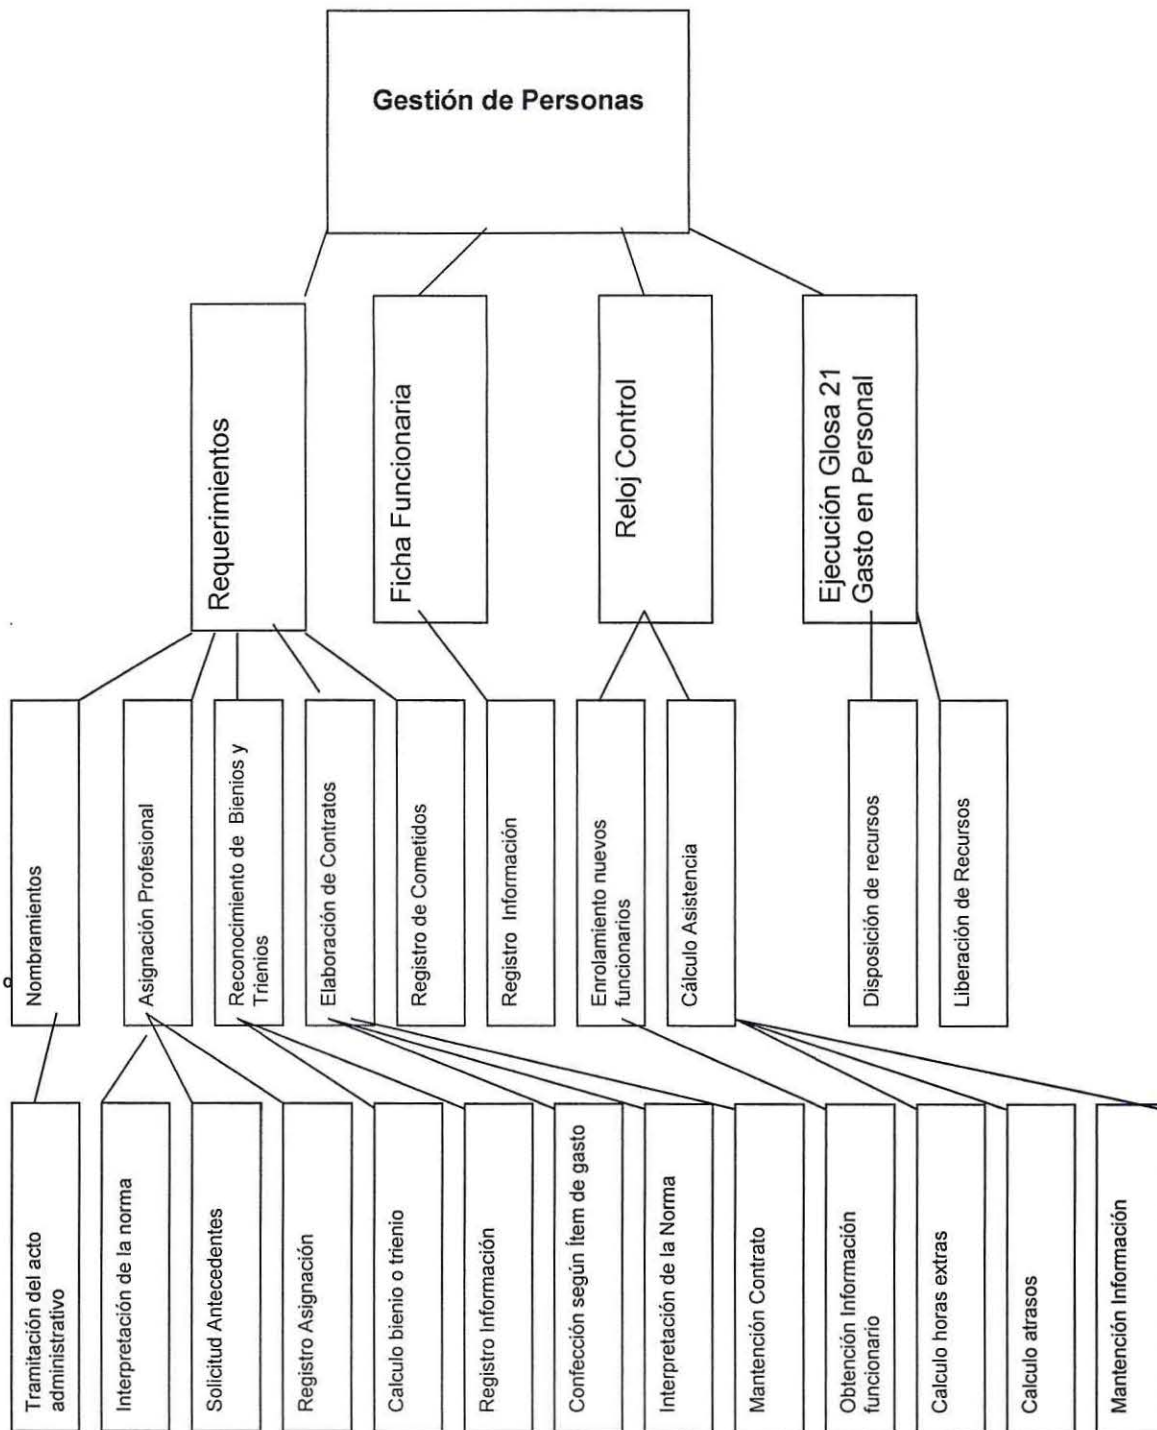 Gestión de Personas
Requerimientos
Ficha Funcionaria
Reloj Control
Ejecución Glosa 21
Gasto en Personal
Nombramientos
Asignación Profesional
Reconocimiento de Bienios y
Trienios
Elaboración de Contratos
Registro de Cometidos
Registro Información
Enrolamiento nuevos
funcionarios
Cálculo Asistencia
Disposición de recursos
Liberación de Recursos
Tramitación del acto
administrativo
Interpretación de la norma
Solicitud Antecedentes
Registro Asignación
Calculo bienio o trienio
Registro Información
Confección según Ítem de gasto
Interpretación de la Norma
Mantención Contrato
Obtención Información
funcionario
Calculo horas extras
Calculo atrasos
Mantención Información